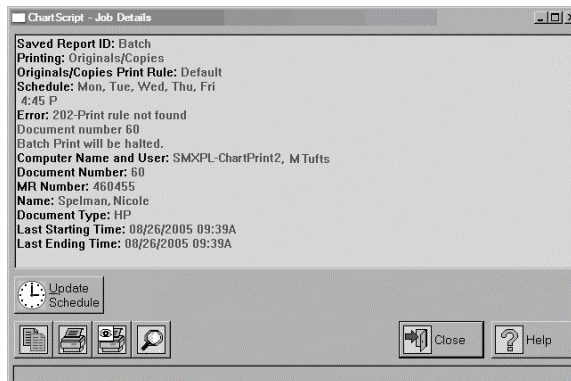 ChartScript - Job Details
Saved Report ID: Batch
Printing: Originals/Copies
Originals/Copies Print Rule: Default
Schedule: Mon, Tue, Wed, Thu, Fri
4:45 P
Error: 202-Print rule not found
Document number 60
Batch Print will be halted.
Computer Name and User: SMXPL-ChartPrint2, M Tufts
Document Number: 60
MR Number: 460455
Name: Spelman, Nicole
Document Type: HP
Last Starting Time: 08/26/2005 09:39A
Last Ending Time: 08/26/2005 09:39A
Update
Schedule
Close
Help